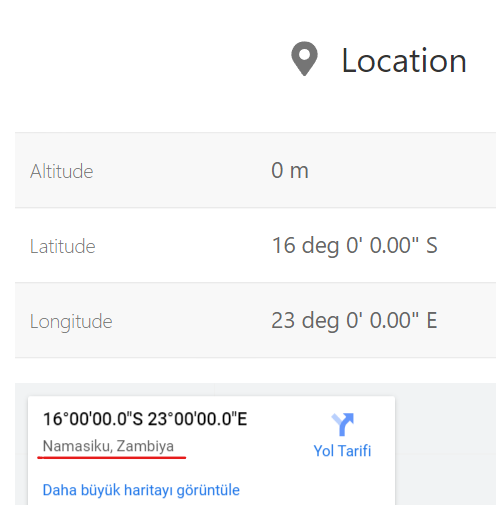 Location
Altitude 0 m
Latitude 16 deg 0' 0.00" S
Longitude 23 deg 0' 0.00" E
16°00'00.0"S 23°00'00.0"E
Namasiku, Zambiya
Yol Tarifi
Daha büyük haritayı görüntüle